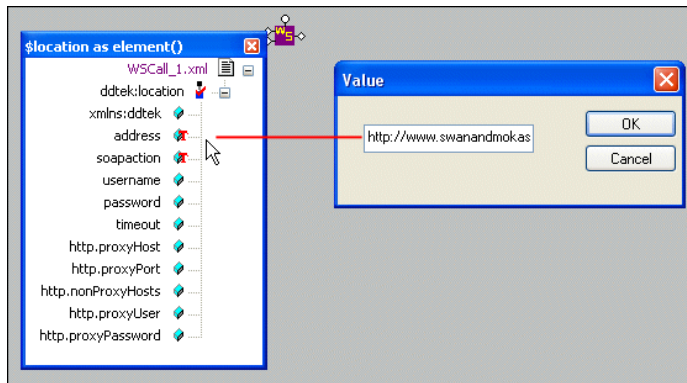 $location as element()
WS
WSCall_1.xml
ddtek:location
xmlns:ddtek
address
soapaction
username
password
timeout
http.proxyHost
http.proxyPort
http.nonProxyHosts
http.proxyUser
http.proxyPassword
Value
http://www.swanandmokas
OK
Cancel